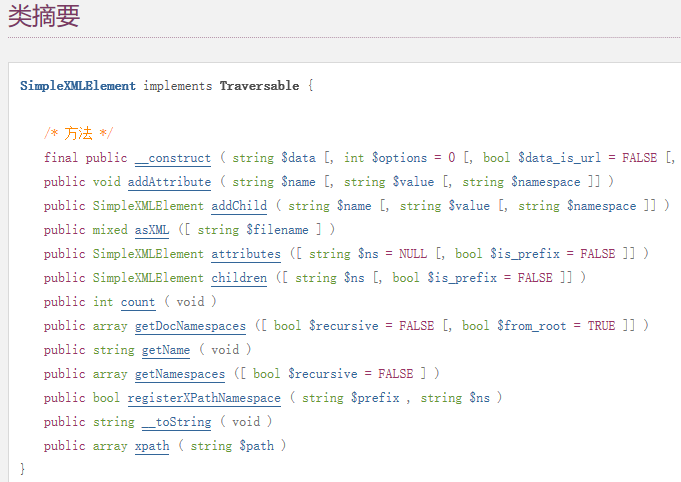 类摘要
SimpleXMLElement implements Traversable {
/* 方法 */
final public __construct ( string $data [, int $options = 0 [, bool $data_is_url = FALSE [,
public void addAttribute ( string $name [, string $value [, string $namespace ]] )
public SimpleXMLElement addChild ( string $name [, string $value [, string $namespace ]] )
public mixed asXML ([ string $filename ] )
public SimpleXMLElement attributes ([ string $ns = NULL [, bool $is_prefix = FALSE ]] )
public SimpleXMLElement children ([ string $ns [, bool $is_prefix = FALSE ]] )
public int count ( void )
public array getDocNamespaces ([ bool $recursive = FALSE [, bool $from_root = TRUE ]] )
public string getName ( void )
public array getNamespaces ([ bool $recursive = FALSE ] )
public bool registerXPathNamespace ( string $prefix , string $ns )
public string __toString ( void )
public array xpath ( string $path )
}